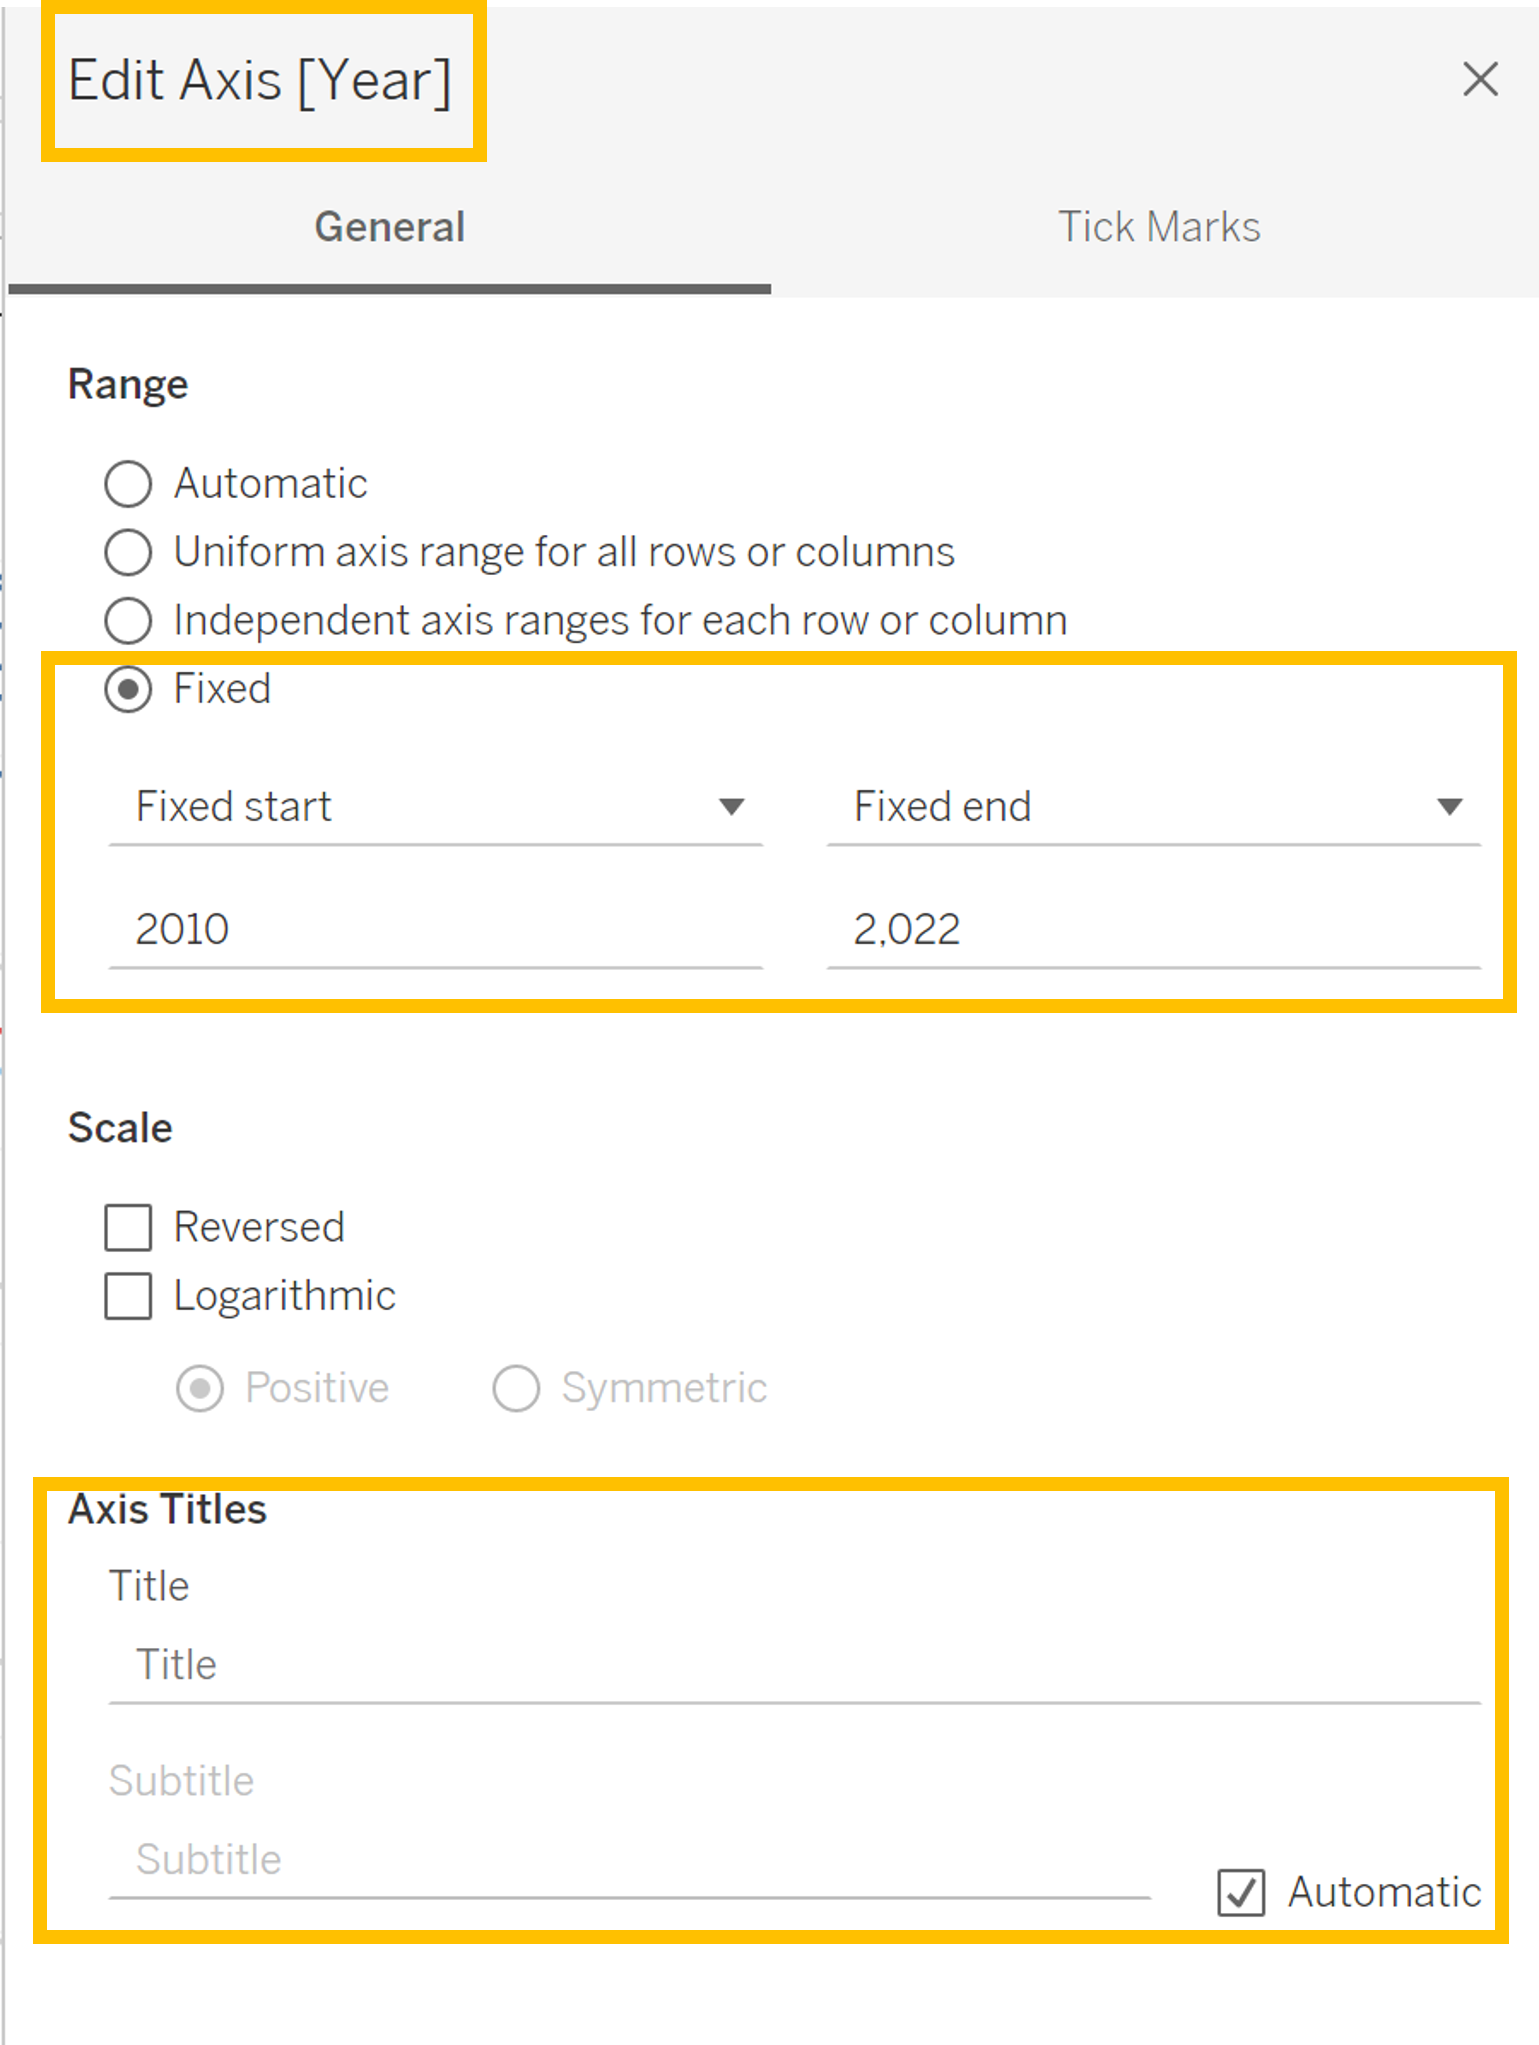 Edit Axis [Year]
General Tick Marks
Range
Automatic
Uniform axis range for all rows or columns
Independent axis ranges for each row or column
Fixed
Fixed start Fixed end
2010 2,022
Scale
Reversed
Logarithmic
Positive Symmetric
Axis Titles
Title
Title
Subtitle
Subtitle
Automatic